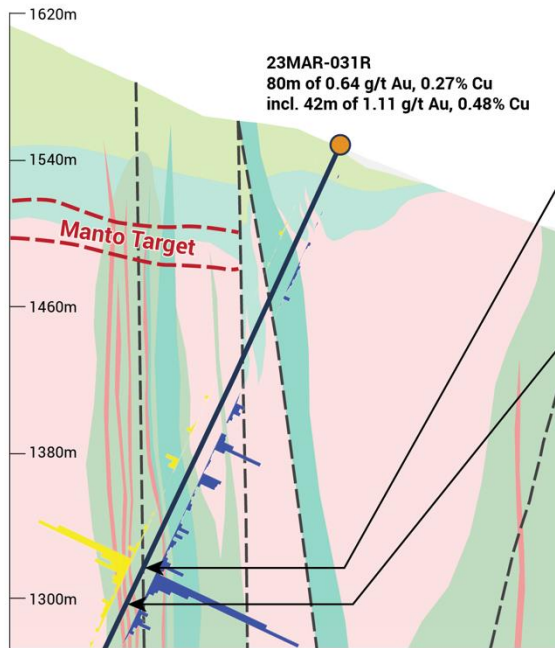 1620m
23MAR-031R
80m of 0.64 g/t Au, 0.27% Cu
incl. 42m of 1.11 g/t Au, 0.48% Cu
1540m
Manto Target
1460m
1380m
1300m